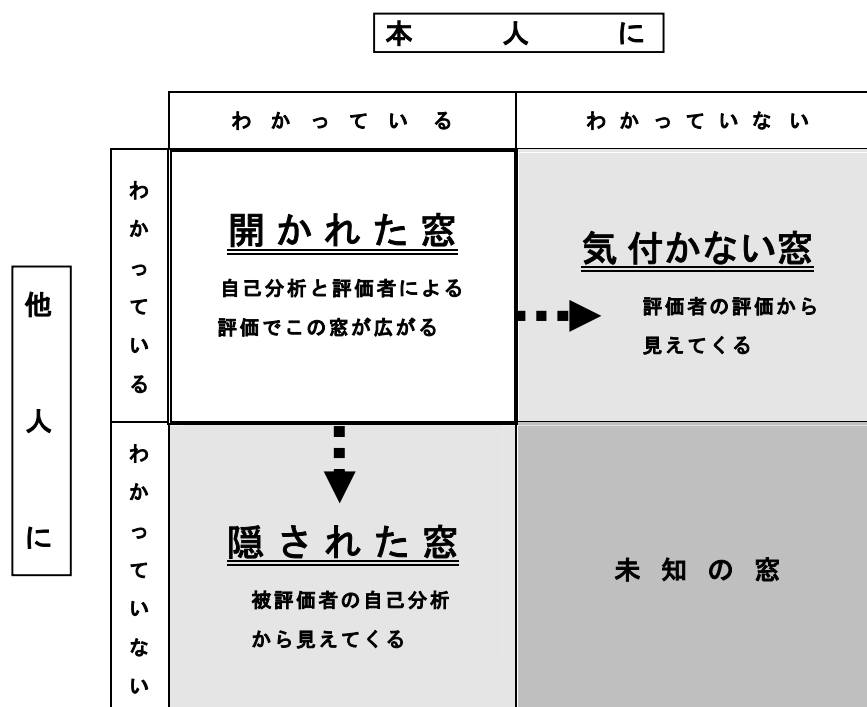 本人に
わかっている
わかっていない
他人に
わかっている
開かれた窓
自己分析と評価者による
評価でこの窓が広がる
気付かない窓
評価者の評価から
見えてくる
わかっていない
隠された窓
被評価者の自己分析
から見えてくる
未知の窓